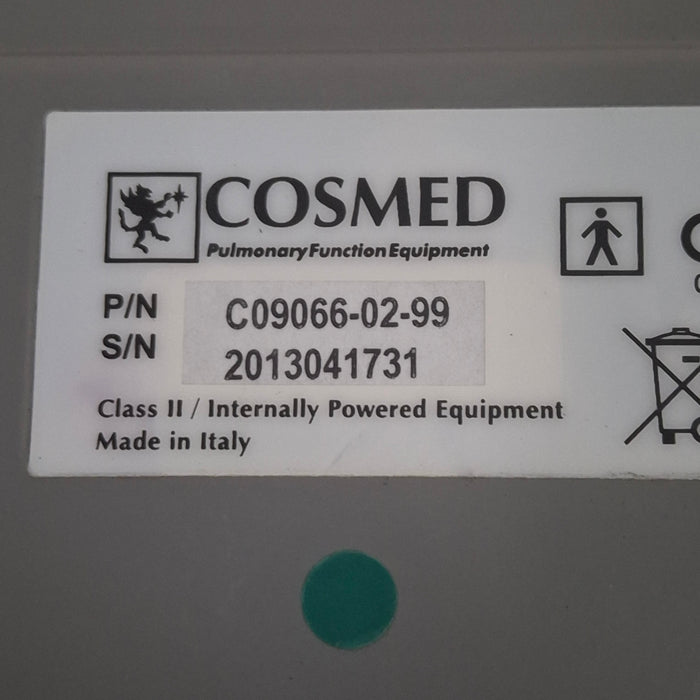 COSMED
Pulmonary Function Equipment
P/N C09066-02-99
S/N 2013041731
Class II / Internally Powered Equipment
Made in Italy